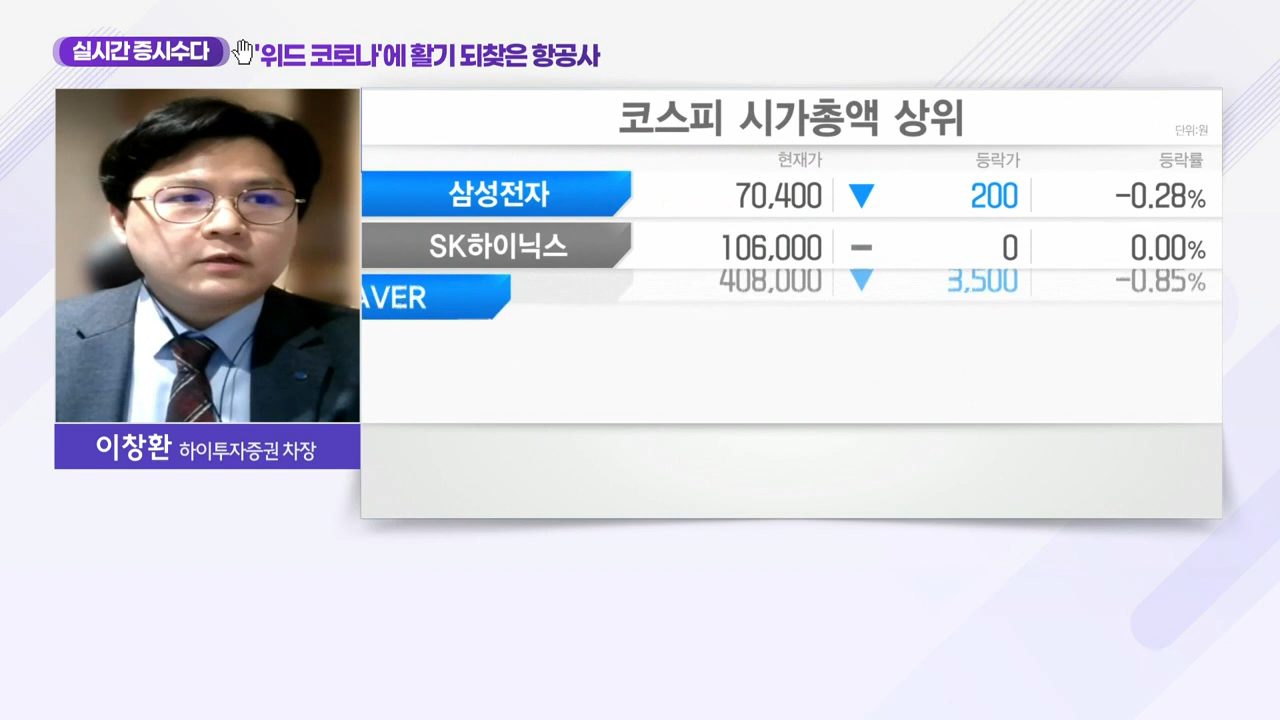 실시간 증시수다 '위드 코로나'에 활기 되찾은 항공사
코스피 시가총액 상위
단위:원
현재가 등락가 등락률
삼성전자 70,400 ▼ 200 -0.28%
SK하이닉스 106,000 - 0 0.00%
AVER 408,000 ▼ 3,500 -0.85%
이창환 하이투자증권 차장